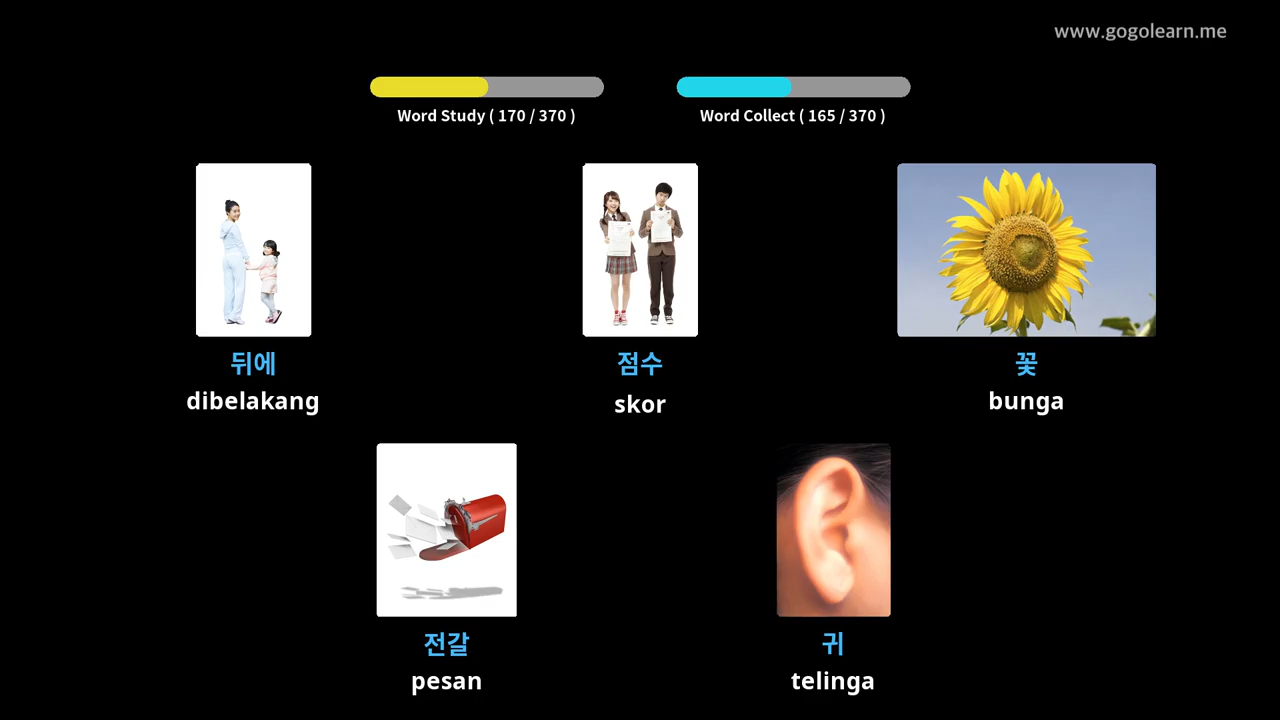 www.gogolearn.me
Word Study ( 170 / 370 )
Word Collect ( 165 / 370 )
뒤에
dibelakang
점수
skor
꽃
bunga
전갈
pesan
귀
telinga